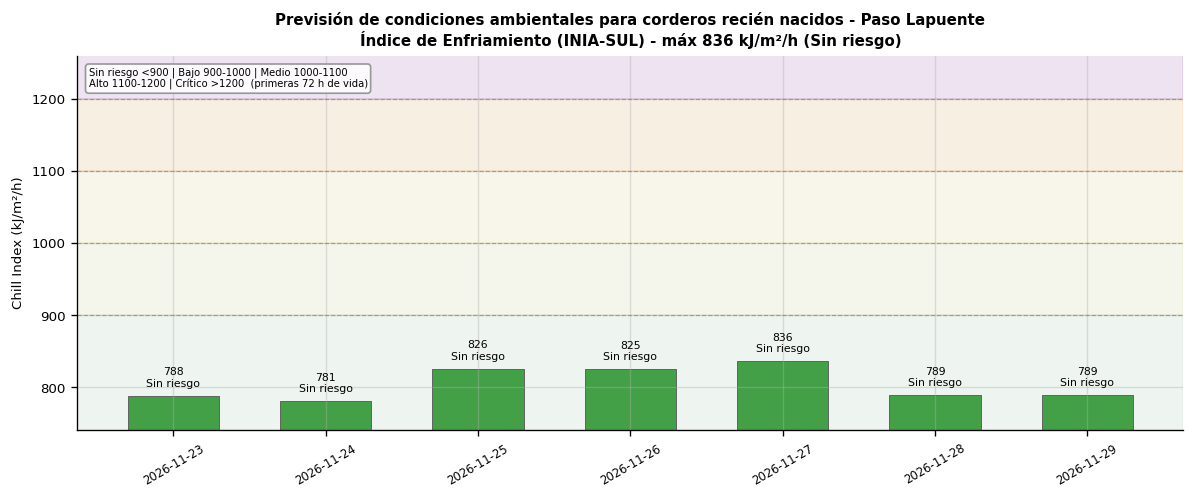 Previsión de condiciones ambientales para corderos recién nacidos - Paso Lapuente
Índice de Enfriamiento (INIA-SUL) - máx 836 kJ/m²/h (Sin riesgo)
Sin riesgo <900 | Bajo 900-1000 | Medio 1000-1100
Alto 1100-1200 | Crítico >1200  (primeras 72 h de vida)
Chill Index (kJ/m²/h)
1200
1100
1000
900
800
788
Sin riesgo
781
Sin riesgo
826
Sin riesgo
825
Sin riesgo
836
Sin riesgo
789
Sin riesgo
789
Sin riesgo
2026-11-23
2026-11-24
2026-11-25
2026-11-26
2026-11-27
2026-11-28
2026-11-29